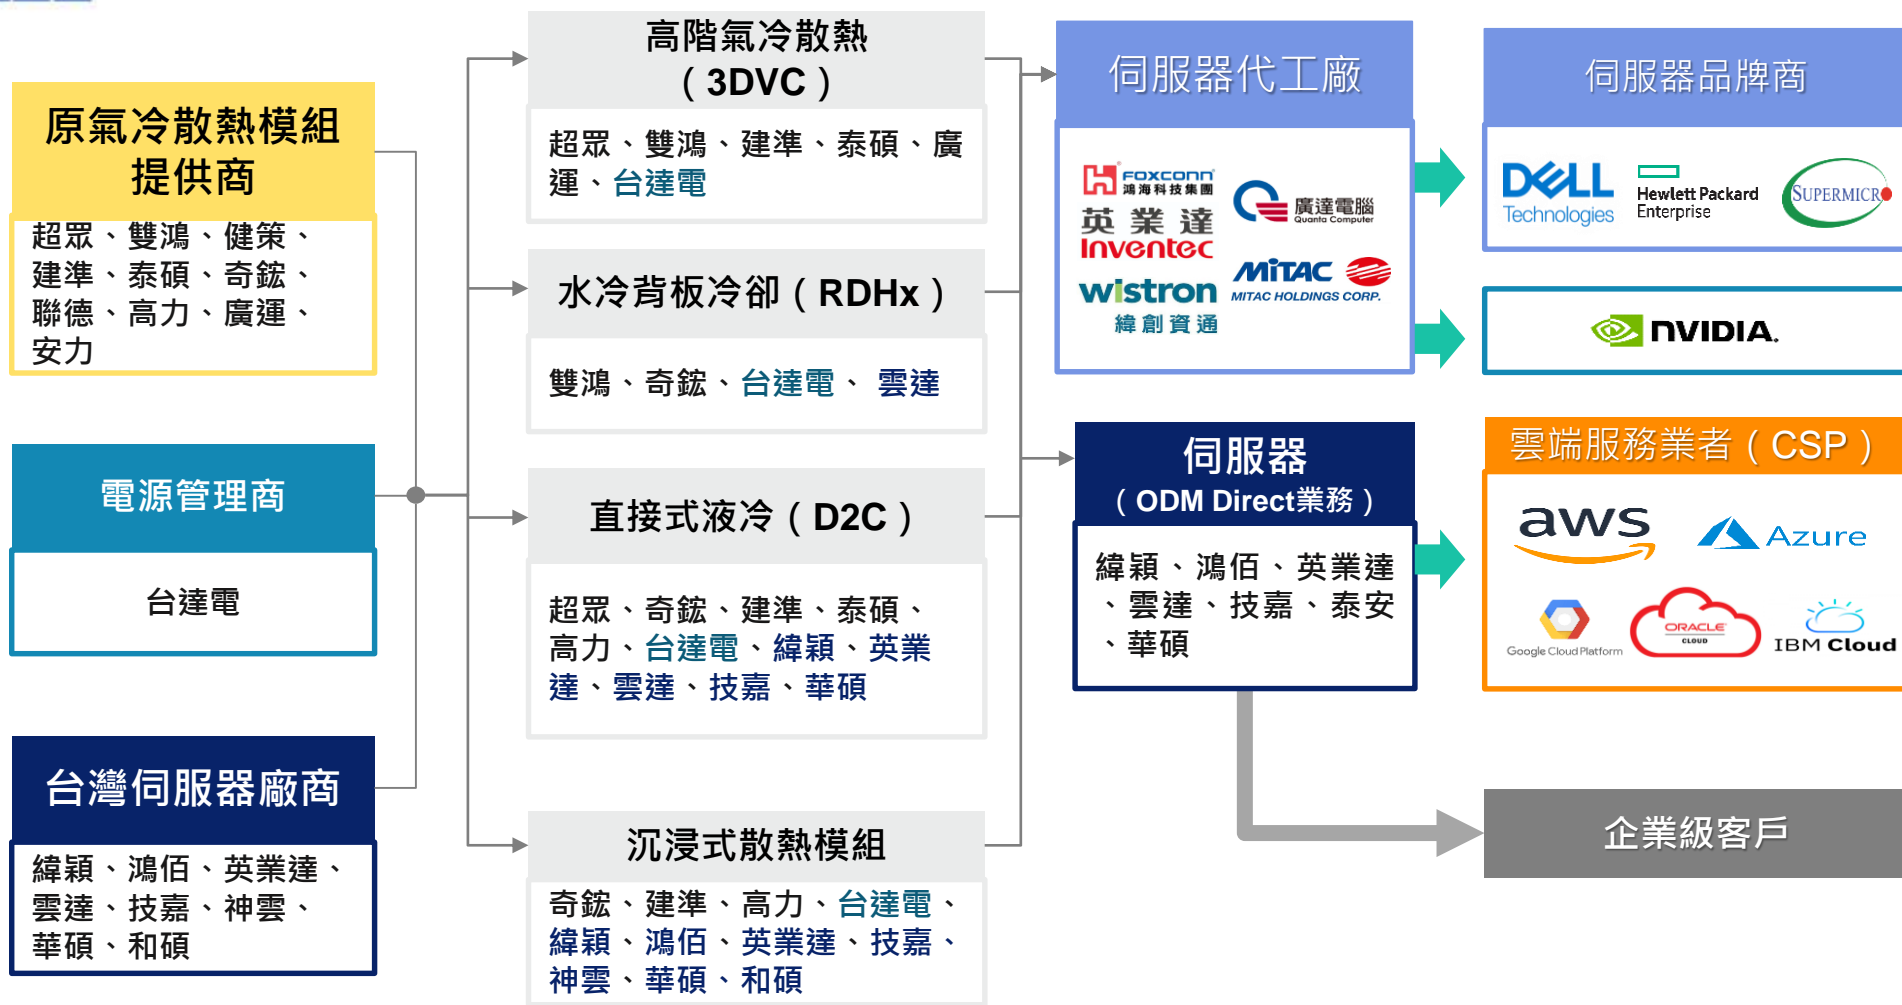 原氣冷散熱模組
提供商
超眾、雙鴻、健策、
建準、泰碩、奇鋐、
聯德、高力、廣運、
安力
電源管理商
台達電
台灣伺服器廠商
緯穎、鴻佰、英業達、
雲達、技嘉、神雲、
華碩、和碩
高階氣冷散熱
（3DVC）
超眾、雙鴻、建準、泰碩、廣
運、台達電
水冷背板冷卻（RDHx）
雙鴻、奇鋐、台達電、 雲達
直接式液冷（D2C）
超眾、奇鋐、建準、泰碩、
高力、台達電、緯穎、英業
達、雲達、技嘉、華碩
沉浸式散熱模組
奇鋐、建準、高力、台達電、
緯穎、鴻佰、英業達、技嘉、
神雲、華碩、和碩
伺服器代工廠
FOXCONN
鴻海科技集團
英業達
Inventec
wistron
緯創資通
廣達電腦
Quanta Computer
MiTAC
MITAC HOLDINGS CORP.
伺服器
（ODM Direct業務）
緯穎、鴻佰、英業達
、雲達、技嘉、泰安
、華碩
伺服器品牌商
DELL
Technologies
Hewlett Packard
Enterprise
SUPERMICRO
NVIDIA.
雲端服務業者（CSP）
aws
Azure
Google Cloud Platform
ORACLE
CLOUD
IBM Cloud
企業級客戶